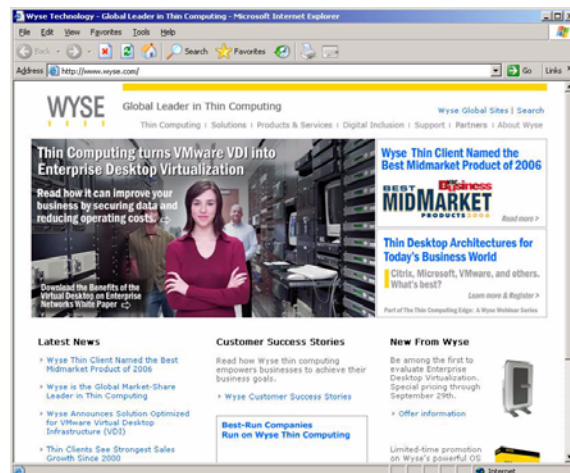 Wyse Technology - Global Leader in Thin Computing - Microsoft Internet Explorer
File Edit View Favorites Tools Help
Back Search Favorites
Address http://www.wyse.com/ Go Links
WYSE Global Leader in Thin Computing
Wyse Global Sites | Search
Thin Computing | Solutions | Products & Services | Digital Inclusion | Support | Partners | About Wyse
Thin Computing turns VMware VDI into
Enterprise Desktop Virtualization
Read how it can improve your
business by securing data and
reducing operating costs.
Download the Benefits of the
Virtual Desktop on Enterprise
Networks White Paper
Wyse Thin Client Named the
Best Midmarket Product of 2006
BEST Business
MIDMARKET
PRODUCTS 2006
Read more >
Thin Desktop Architectures for
Today's Business World
Citrix, Microsoft, VMware, and others.
What's best?
Learn more & Register >
Part of The Thin Computing Edge: A Wyse Webinar Series
Latest News
Wyse Thin Client Named the Best
Midmarket Product of 2006
Wyse is the Global Market-Share
Leader in Thin Computing
Wyse Announces Solution Optimized
for VMware Virtual Desktop
Infrastructure (VDI)
Thin Clients See Strongest Sales
Growth Since 2000
Customer Success Stories
Read how Wyse thin computing
empowers businesses to achieve their
business goals.
Wyse Customer Success Stories
Best-Run Companies
Run on Wyse Thin Computing
New From Wyse
Be among the first to
evaluate Enterprise
Desktop Virtualization.
Special pricing through
September 29th.
Offer information
Limited-time promotion
on Wyse's powerful OS
Internet